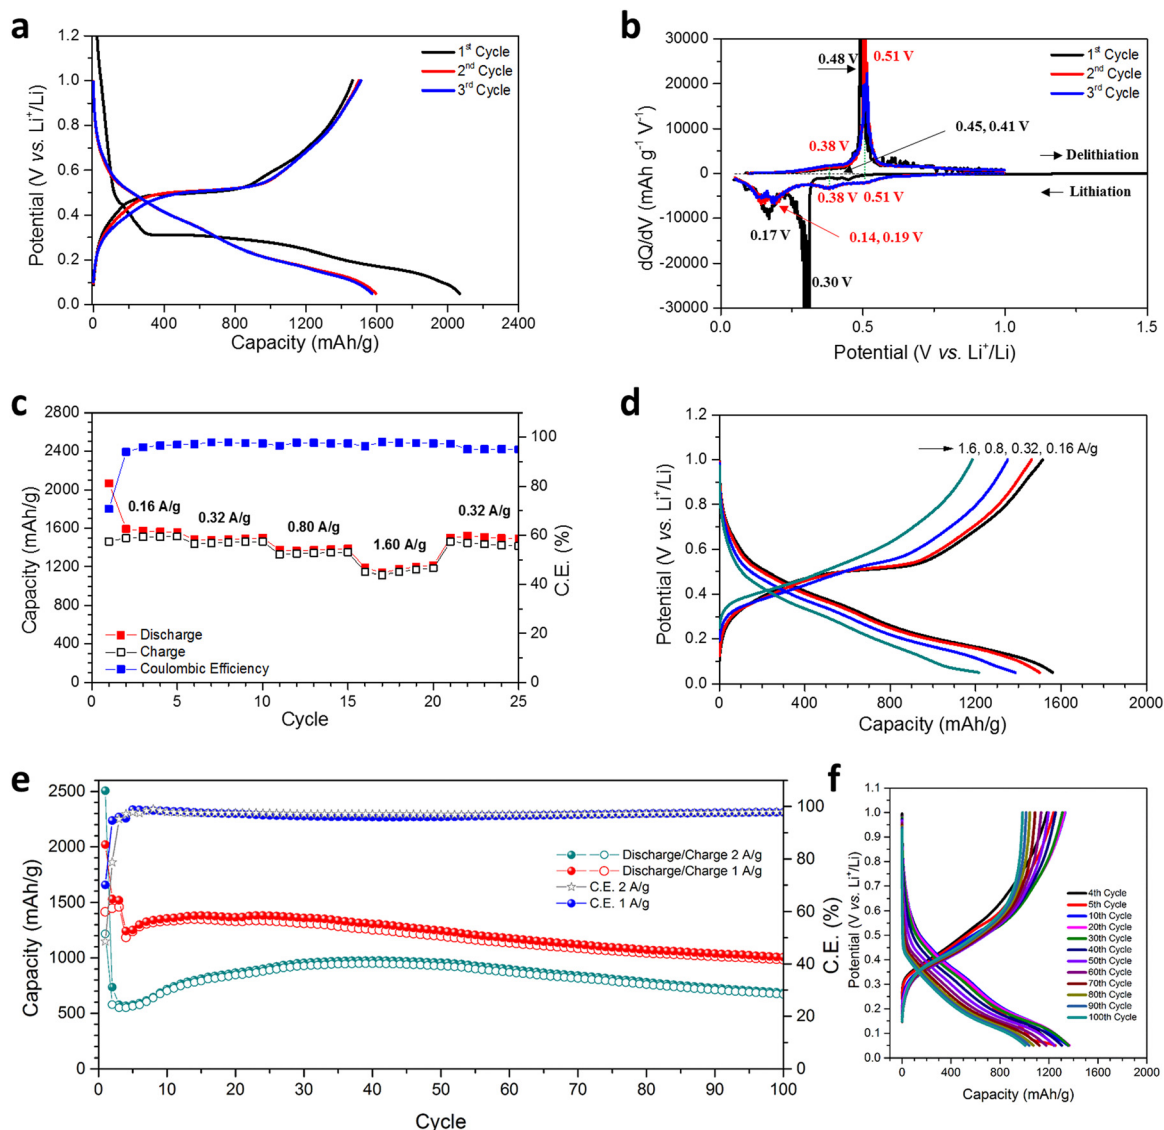 a
1.2
1.0
0.8
0.6
0.4
0.2
0.0
Potential (V vs. Li⁺/Li)
1ˢᵗ Cycle
2ⁿᵈ Cycle
3ʳᵈ Cycle
0 400 800 1200 1600 2000 2400
Capacity (mAh/g)
b
30000
20000
10000
0
-10000
-20000
-30000
dQ/dV (mAh g⁻¹ V⁻¹)
0.48 V
0.51 V
1ˢᵗ Cycle
2ⁿᵈ Cycle
3ʳᵈ Cycle
0.45, 0.41 V
0.38 V
Delithiation
Lithiation
0.38 V 0.51 V
0.17 V
0.14, 0.19 V
0.30 V
0.0 0.5 1.0 1.5
Potential (V vs. Li⁺/Li)
c
2800
2400
2000
1600
1200
800
400
0
Capacity (mAh/g)
0.16 A/g
0.32 A/g
0.80 A/g
1.60 A/g
0.32 A/g
Discharge
Charge
Coulombic Efficiency
100
80
60
40
20
0
C.E. (%)
0 5 10 15 20 25
Cycle
d
1.0
0.8
0.6
0.4
0.2
0.0
Potential (V vs. Li⁺/Li)
1.6, 0.8, 0.32, 0.16 A/g
0 400 800 1200 1600 2000
Capacity (mAh/g)
e
2500
2000
1500
1000
500
0
Capacity (mAh/g)
Discharge/Charge 2 A/g
Discharge/Charge 1 A/g
C.E. 2 A/g
C.E. 1 A/g
100
80
60
40
20
0
C.E. (%)
0 10 20 30 40 50 60 70 80 90 100
Cycle
f
1.1
1.0
0.9
0.8
0.7
0.6
0.5
0.4
0.3
0.2
0.1
0.0
Potential (V vs. Li⁺/Li)
4th Cycle
5th Cycle
10th Cycle
20th Cycle
30th Cycle
40th Cycle
50th Cycle
60th Cycle
70th Cycle
80th Cycle
90th Cycle
100th Cycle
0 400 800 1200 1600 2000
Capacity (mAh/g)